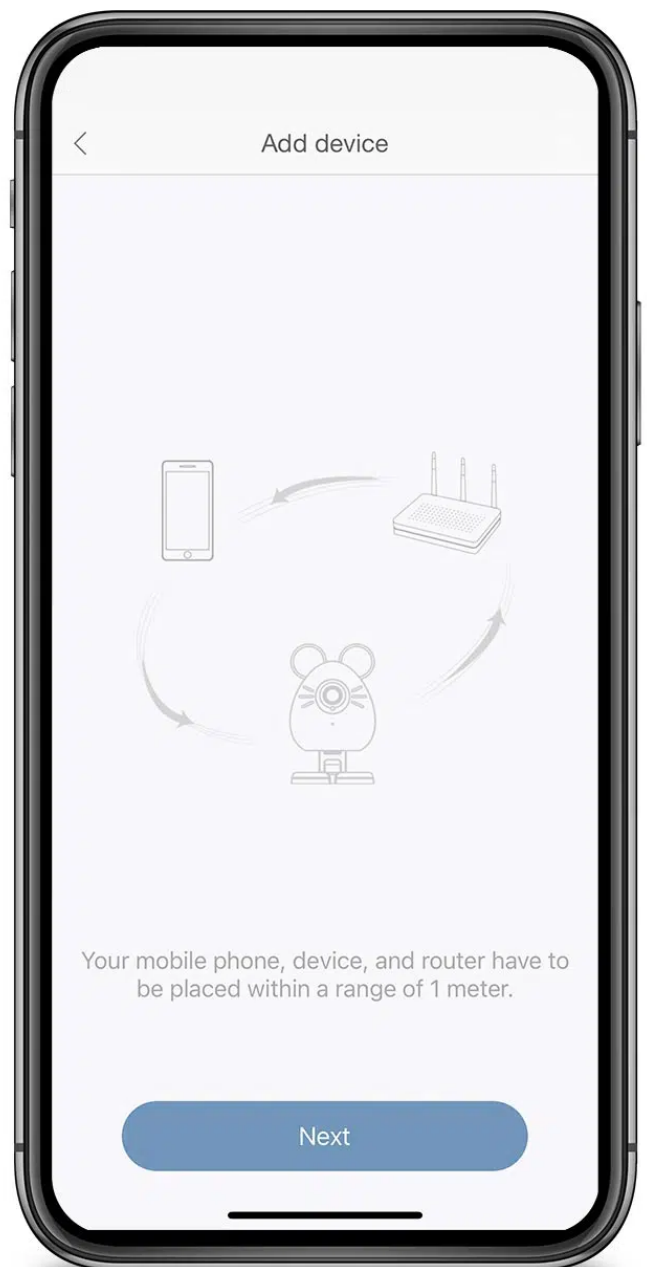 Add device
Your mobile phone, device, and router have to
be placed within a range of 1 meter.
Next